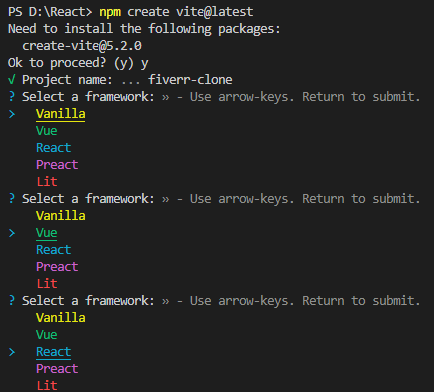 PS D:\React> npm create vite@latest
Need to install the following packages:
  create-vite@5.2.0
Ok to proceed? (y) y
√ Project name: ... fiverr-clone
? Select a framework: » - Use arrow-keys. Return to submit.
>   Vanilla
    Vue
    React
    Preact
    Lit
? Select a framework: » - Use arrow-keys. Return to submit.
    Vanilla
>   Vue
    React
    Preact
    Lit
? Select a framework: » - Use arrow-keys. Return to submit.
    Vanilla
    Vue
>   React
    Preact
    Lit